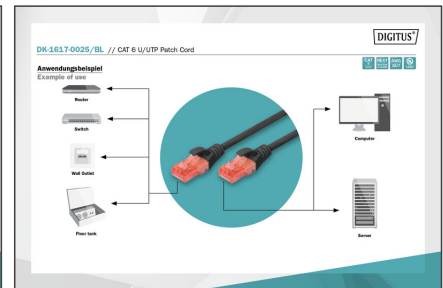 DIGITUS®
DK-1617-0025/BL // CAT 6 U/UTP Patch Cord
Anwendungsbeispiel
Example of use
CAT
Router
Switch
Wall Outlet
Floor tank
Computer
Server